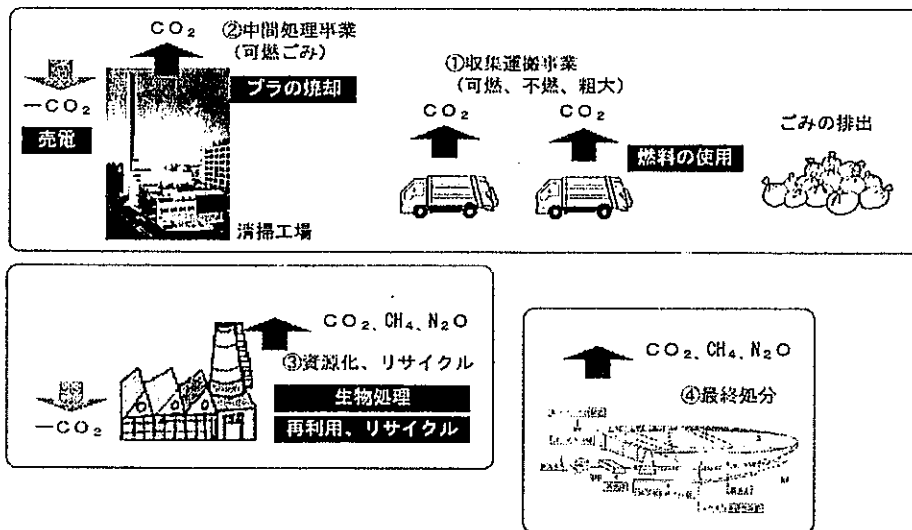 CO₂
②中間処理事業
(可燃ごみ)
プラの焼却
−CO₂
売電
清掃工場
①収集運搬事業
(可燃、不燃、粗大)
CO₂
CO₂
燃料の使用
ごみの排出
CO₂、CH₄、N₂O
③資源化、リサイクル
生物処理
再利用、リサイクル
−CO₂
CO₂、CH₄、N₂O
④最終処分